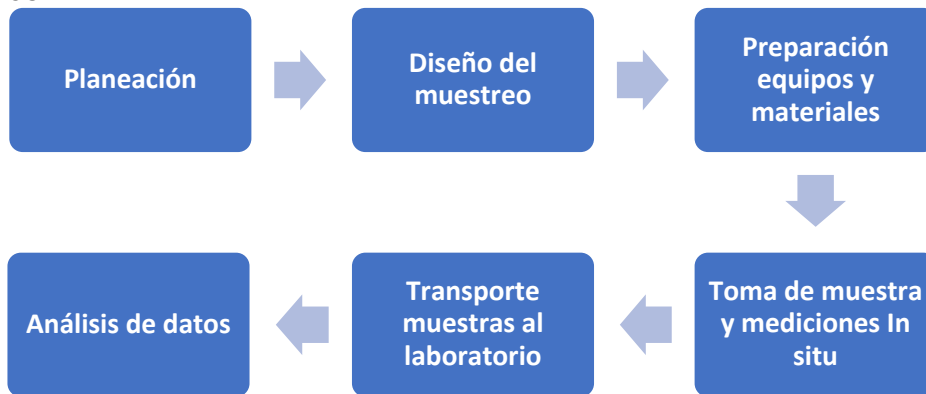 Planeación
Diseño del
muestreo
Preparación
equipos y
materiales
Toma de muestra
y mediciones In
situ
Transporte
muestras al
laboratorio
Análisis de datos